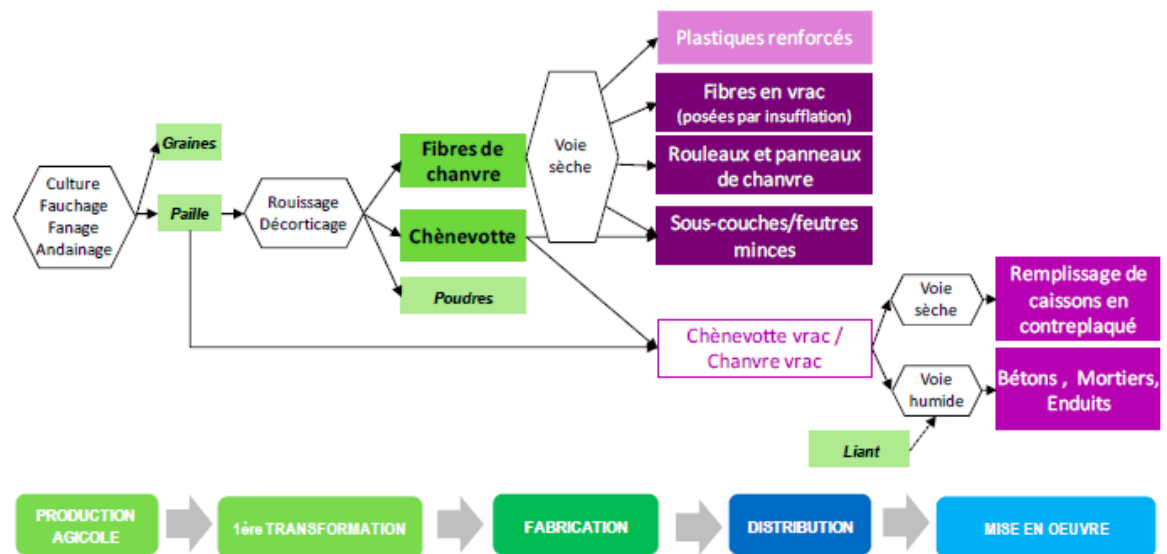 Culture
Fauchage
Fanage
Andainage
Graines
Paille
Rouissage
Décorticage
Fibres de
chanvre
Chènevotte
Poudres
Voie
sèche
Plastiques renforcés
Fibres en vrac
(posées par insufflation)
Rouleaux et panneaux
de chanvre
Sous-couches/feutres
minces
Chènevotte vrac /
Chanvre vrac
Voie
sèche
Remplissage de
caissons en
contreplaqué
Voie
humide
Bétons , Mortiers,
Enduits
Liant
PRODUCTION
AGICOLE
1ère TRANSFORMATION
FABRICATION
DISTRIBUTION
MISE EN OEUVRE